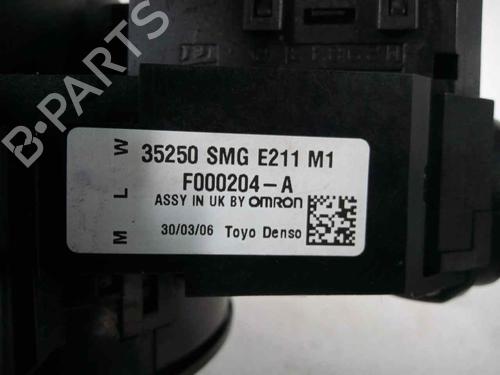 B-PARTS
35250 SMG E211 M1
F000204-A
ASSY IN UK BY OMRON
30/03/06 Toyo Denso
M L W